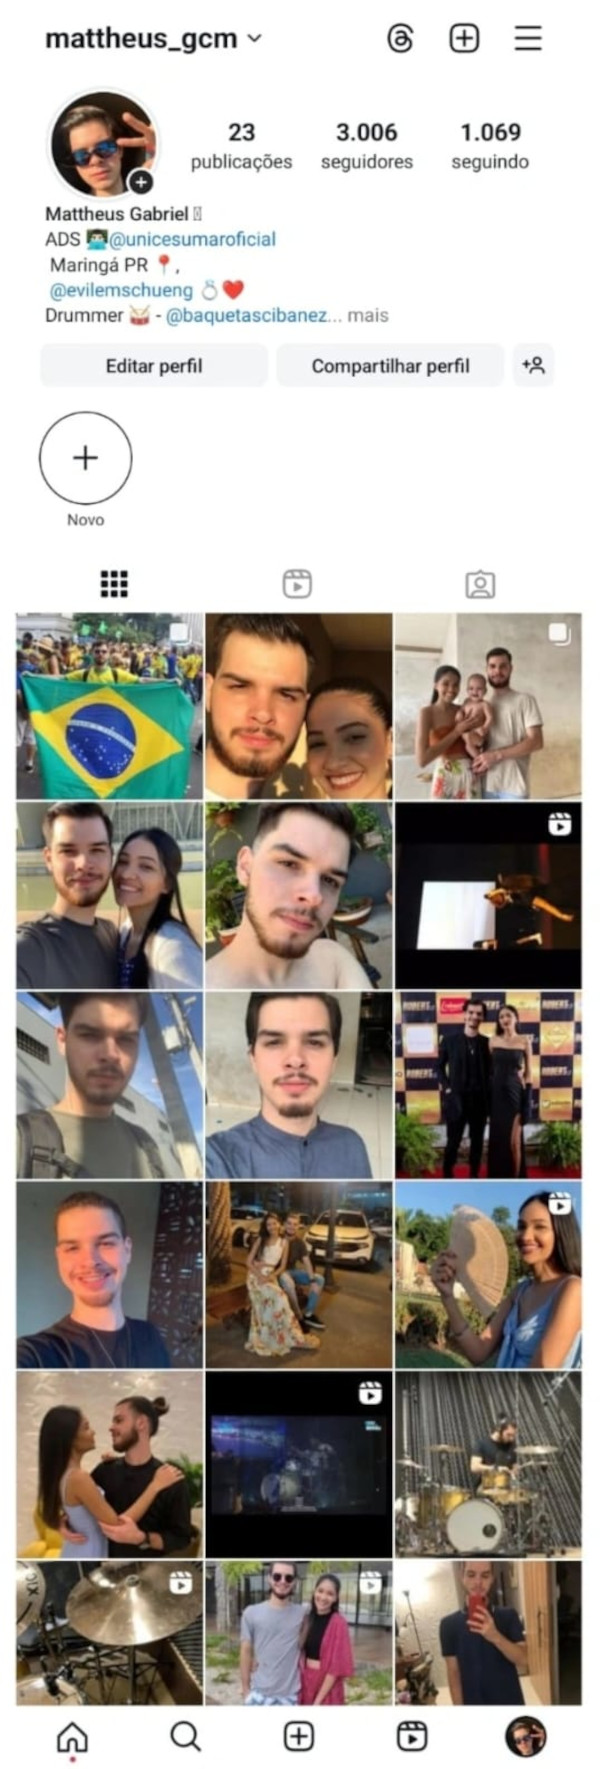 mattheus_gcm
23
publicações
3.006
seguidores
1.069
seguindo
Mattheus Gabriel
ADS 👨🏻‍💻@unicesumaroficial
Maringá PR 📍,
@evilemschueng 💍❤️
Drummer 🥁 - @baquetascibanez... mais
Editar perfil
Compartilhar perfil
Novo